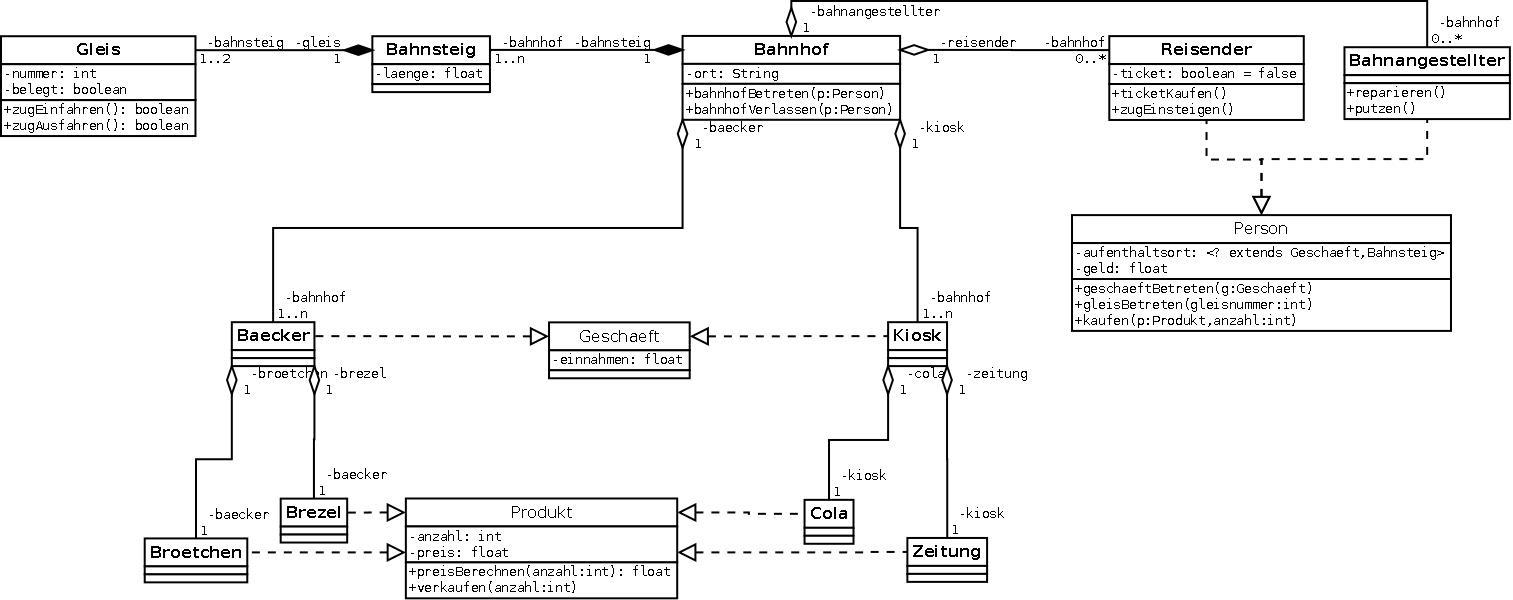 -bahnangestellter
1
-bahnhof
0..*
Gleis
-nummer: int
-belegt: boolean
+zugEinfahren(): boolean
+zugAusfahren(): boolean
-bahnsteig
1..2
-gleis
1
Bahnsteig
-laenge: float
-bahnhof
1..n
-bahnsteig
1
Bahnhof
-ort: String
+bahnhofBetreten(p:Person)
+bahnhofVerlassen(p:Person)
-reisender
1
-bahnhof
0..*
Reisender
-ticket: boolean = false
+ticketKaufen()
+zugEinsteigen()
Bahnangestellter
+reparieren()
+putzen()
-baecker
1
-kiosk
1
Person
-aufenthaltsort: <? extends Geschaeft,Bahnsteig>
-geld: float
+geschaeftBetreten(g:Geschaeft)
+gleisBetreten(gleisnummer:int)
+kaufen(p:Produkt,anzahl:int)
-bahnhof
1..n
-bahnhof
1..n
Baecker
Geschaeft
-einnahmen: float
Kiosk
-broetchen
1
-brezel
1
-cola
1
-zeitung
1
-baecker
1
-kiosk
1
-baecker
1
-kiosk
1
Brezel
Broetchen
Produkt
-anzahl: int
-preis: float
+preisBerechnen(anzahl:int): float
+verkaufen(anzahl:int)
Cola
Zeitung